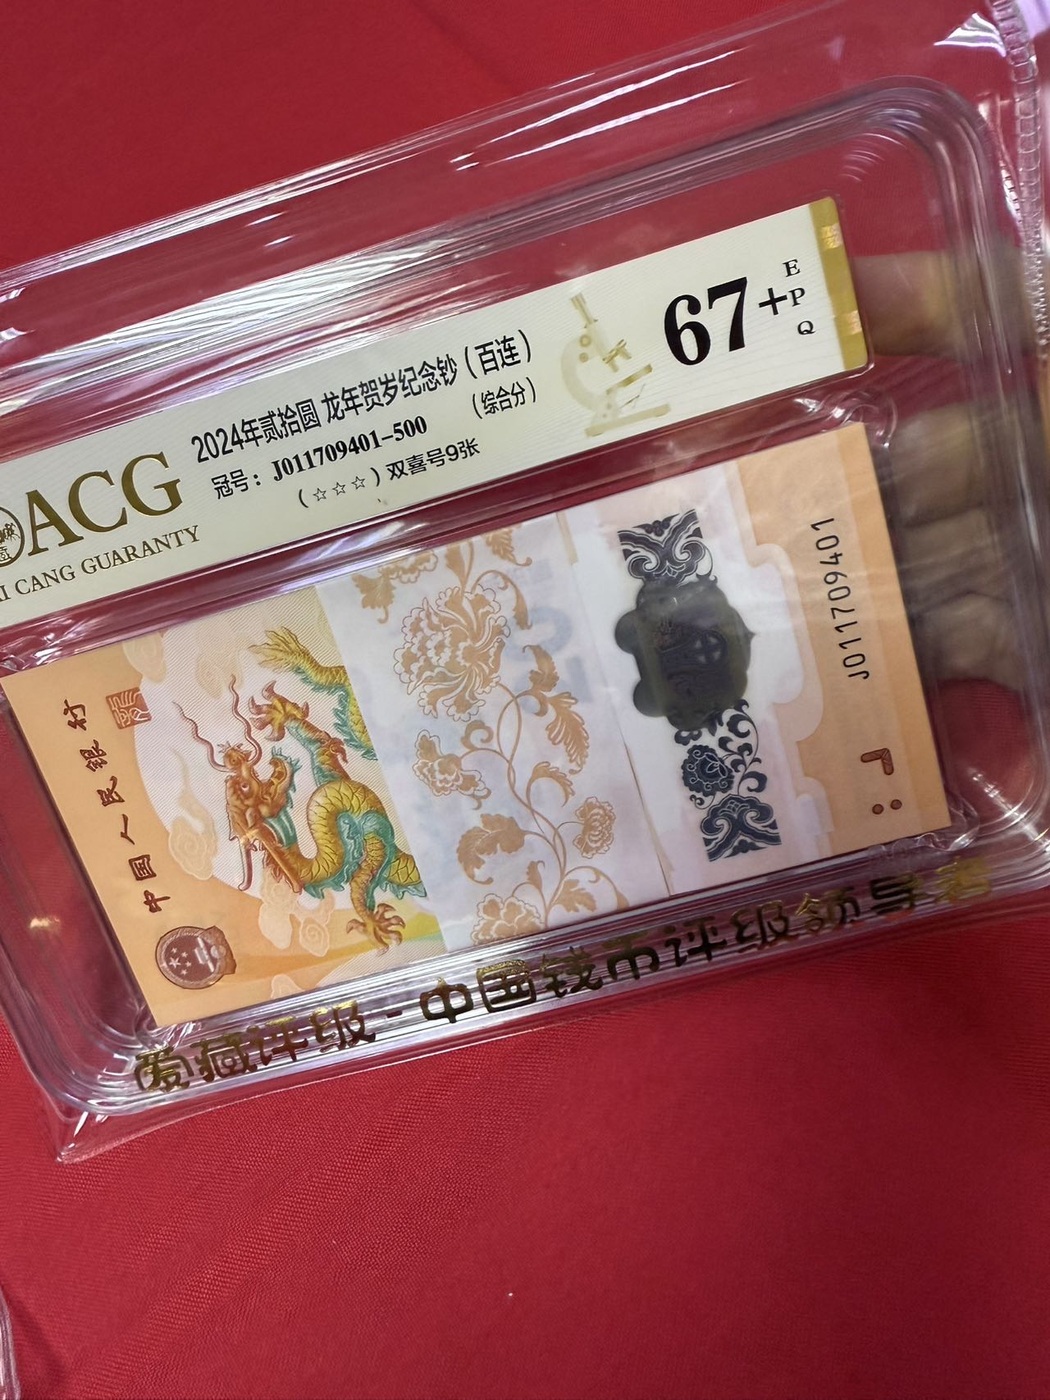 ACG
CANG GUARANTY
2024年贰拾圆 龙年贺岁纪念钞（百连）
冠号：J011709401-500
（综合分）
（☆☆☆）双喜号9张
67+
E
P
Q
中国人民银行
J011709401
爱藏评级 - 中国钱币评级领航者